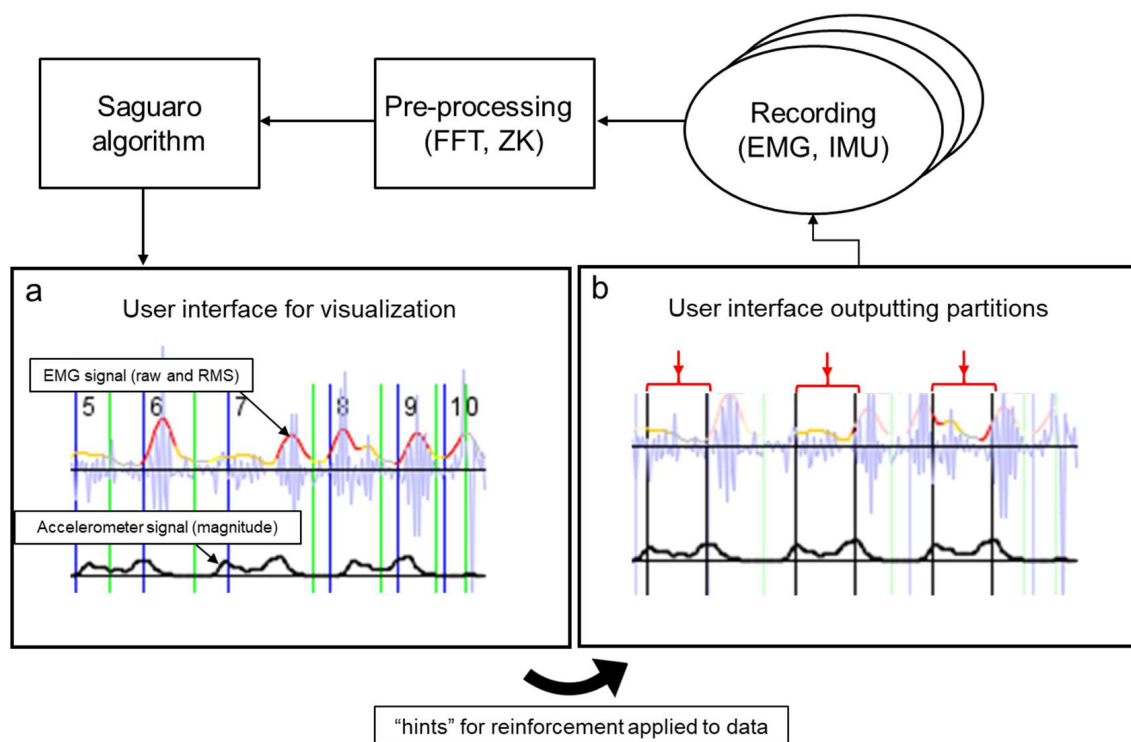 Saguaro
algorithm
Pre-processing
(FFT, ZK)
Recording
(EMG, IMU)
a
User interface for visualization
EMG signal (raw and RMS)
5 6 7 8 9 10
Accelerometer signal (magnitude)
b
User interface outputting partitions
“hints” for reinforcement applied to data